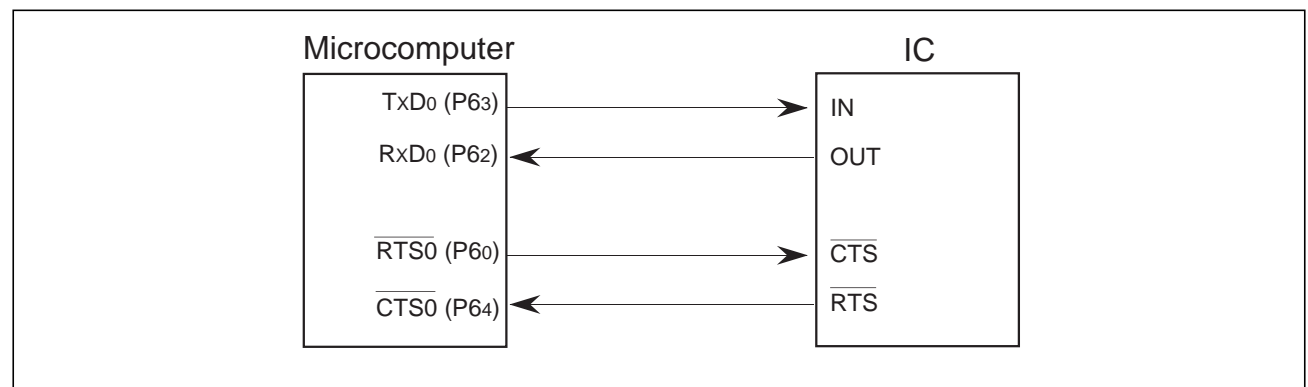 Microcomputer
IC
TxD0 (P63)
IN
RxD0 (P62)
OUT
RTS0 (P60)
CTS
CTS0 (P64)
RTS